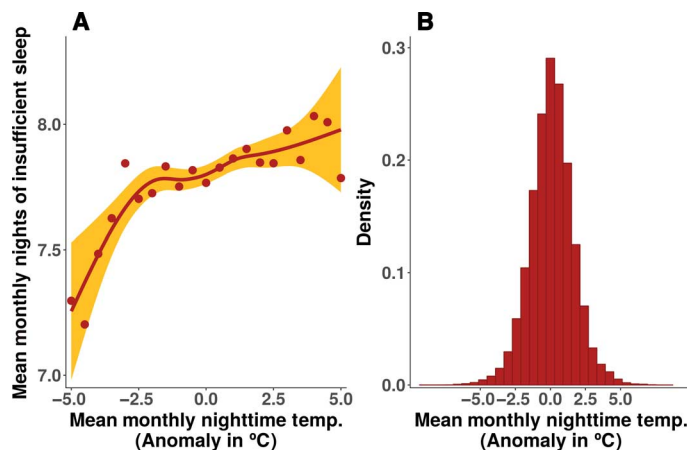 A
B
Mean monthly nights of insufficient sleep
8.0
7.5
7.0
−5.0 −2.5 0.0 2.5 5.0
Mean monthly nighttime temp.
(Anomaly in ºC)
Density
0.3
0.2
0.1
0.0
−5.0 −2.5 0.0 2.5 5.0
Mean monthly nighttime temp.
(Anomaly in ºC)